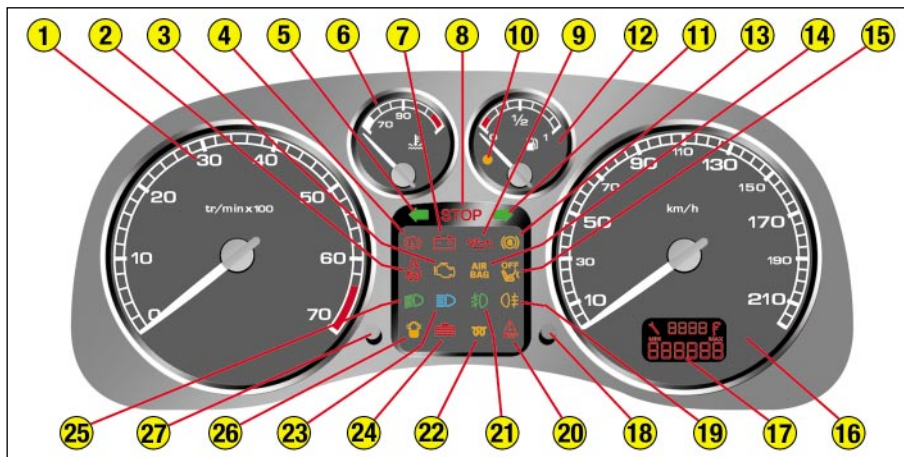 1 2 3 4 5 6 7 8 10 9 12 11 13 14 15
70 90
0 1/2 1
0 10 20 30 40 50 60 70
tr/min x 100
STOP
AIR
BAG
OFF
10 30 50 70 90 110 130 150 170 190 210
km/h
8888
MIN MAX
888888
25 27 26 23 24 22 21 20 18 19 17 16